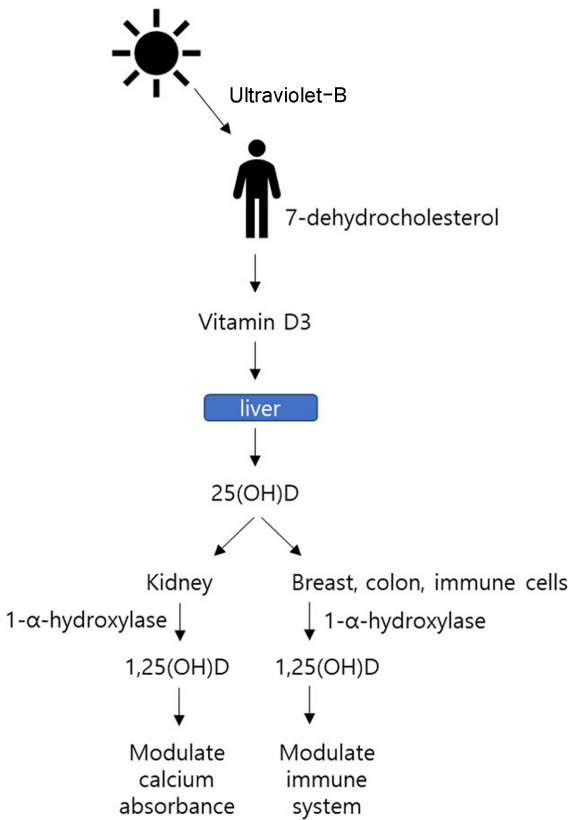 Ultraviolet-B
7-dehydrocholesterol
Vitamin D3
liver
25(OH)D
Kidney
Breast, colon, immune cells
1-α-hydroxylase
1-α-hydroxylase
1,25(OH)D
1,25(OH)D
Modulate
calcium
absorbance
Modulate
immune
system